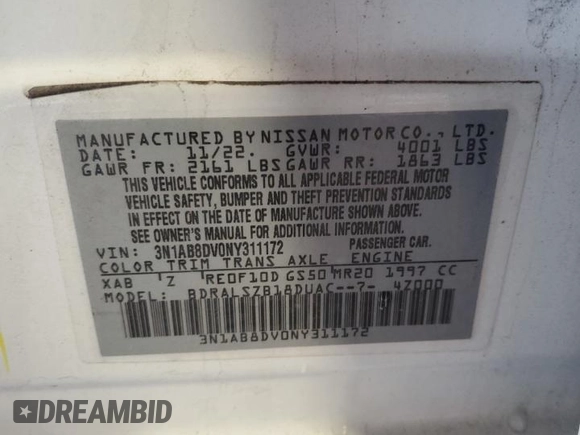 MANUFACTURED BY NISSAN MOTOR CO., LTD.
DATE: 11/22. GVWR: 4001 LBS
GAWR FR: 2161 LBS GAWR RR: 1863 LBS
THIS VEHICLE CONFORMS TO ALL APPLICABLE FEDERAL MOTOR
VEHICLE SAFETY, BUMPER AND THEFT PREVENTION STANDARDS
IN EFFECT ON THE DATE OF MANUFACTURE SHOWN ABOVE.
SEE OWNER'S MANUAL FOR ADDITIONAL INFORMATION.
VIN: 3N1AB8DV0NY311172 PASSENGER CAR.
COLOR TRIM TRANS AXLE ENGINE
XAB Z RE0F10D GS50 MR20 1997 CC
MODEL: BDRALSZB18DUAC--7- 4Z000
3N1AB8DV0NY311172
DREAMBID